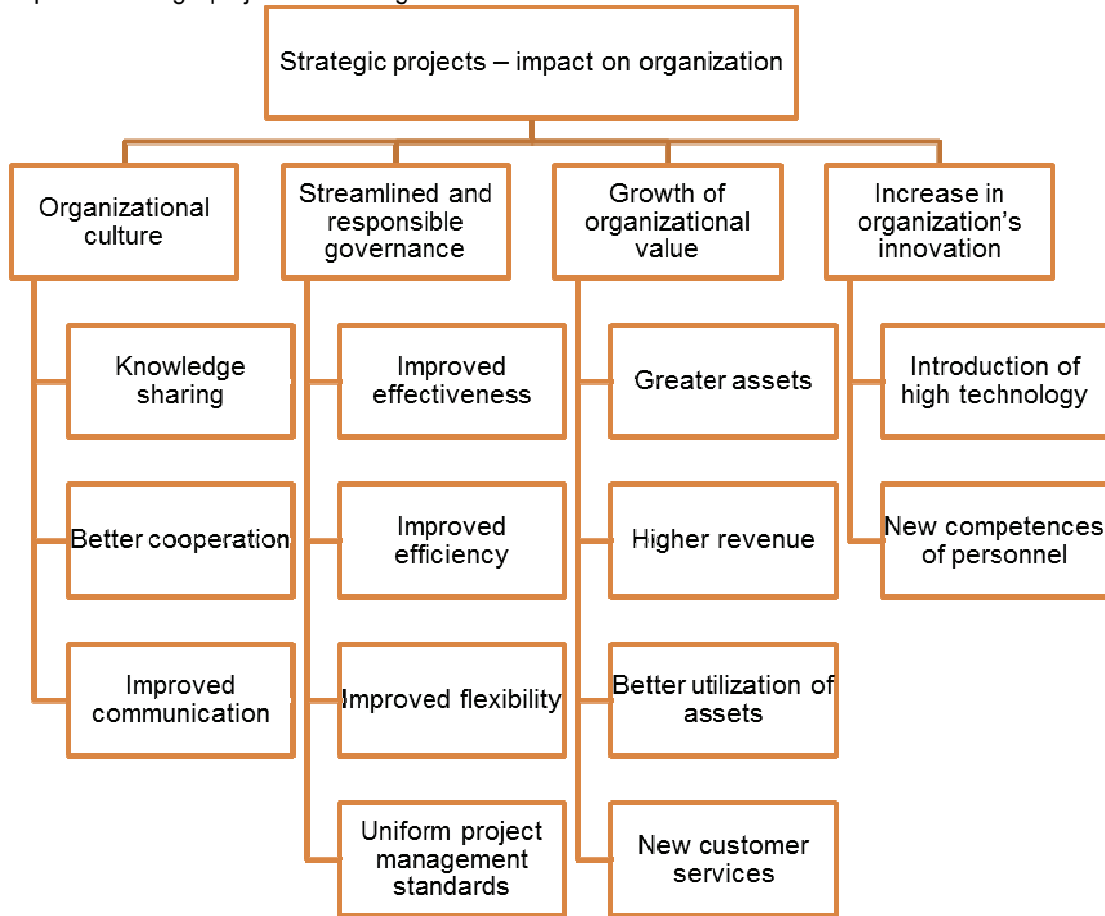 Strategic projects – impact on organization
Organizational
culture
Knowledge
sharing
Better cooperation
Improved
communication
Streamlined and
responsible
governance
Improved
effectiveness
Improved
efficiency
Improved flexibility
Uniform project
management
standards
Growth of
organizational
value
Greater assets
Higher revenue
Better utilization of
assets
New customer
services
Increase in
organization's
innovation
Introduction of
high technology
New competences
of personnel